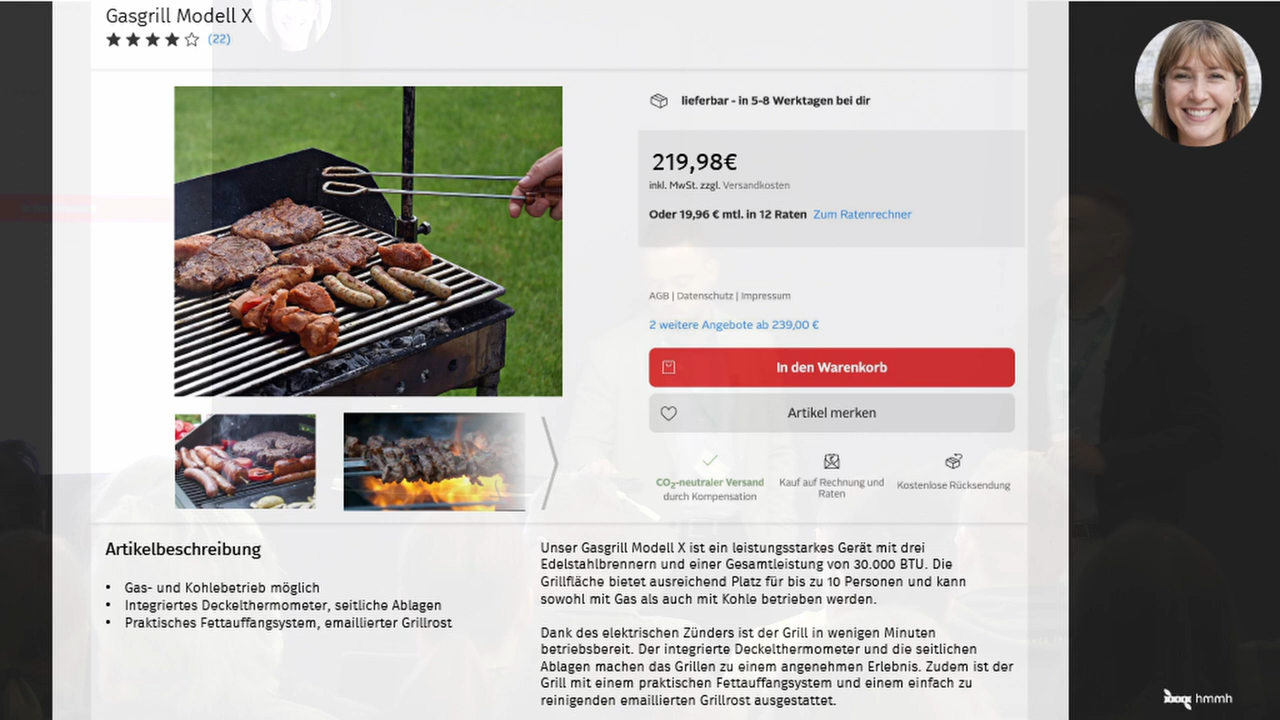 Gasgrill Modell X
(22)
lieferbar - in 5-8 Werktagen bei dir
219,98€
inkl. MwSt. zzgl. Versandkosten
Oder 19,96 € mtl. in 12 Raten Zum Ratenrechner
AGB | Datenschutz | Impressum
2 weitere Angebote ab 239,00 €
In den Warenkorb
Artikel merken
CO₂-neutraler Versand
durch Kompensation
Kauf auf Rechnung und
Raten
Kostenlose Rücksendung
Artikelbeschreibung
• Gas- und Kohlebetrieb möglich
• Integriertes Deckelthermometer, seitliche Ablagen
• Praktisches Fettauffangsystem, emaillierter Grillrost
Unser Gasgrill Modell X ist ein leistungsstarkes Gerät mit drei
Edelstahlbrennern und einer Gesamtleistung von 30.000 BTU. Die
Grillfläche bietet ausreichend Platz für bis zu 10 Personen und kann
sowohl mit Gas als auch mit Kohle betrieben werden.
Dank des elektrischen Zünders ist der Grill in wenigen Minuten
betriebsbereit. Der integrierte Deckelthermometer und die seitlichen
Ablagen machen das Grillen zu einem angenehmen Erlebnis. Zudem ist der
Grill mit einem praktischen Fettauffangsystem und einem einfach zu
reinigenden emaillierten Grillrost ausgestattet.
hmmh